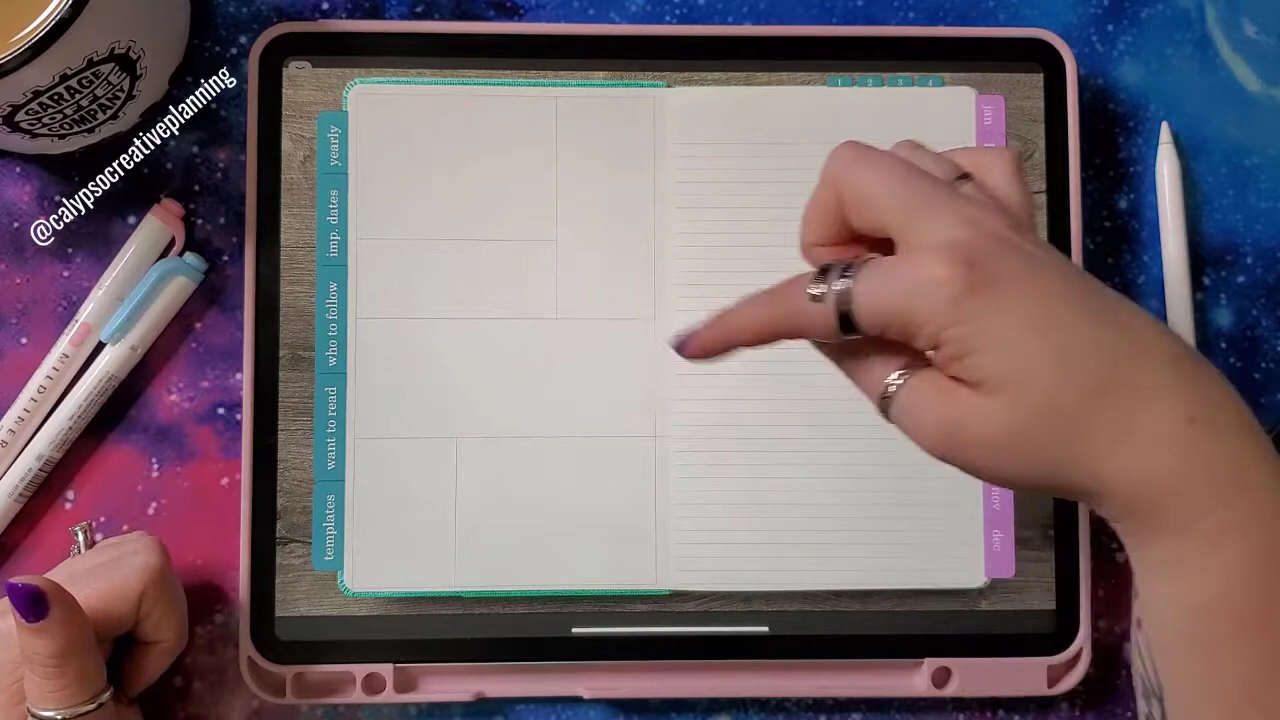 GARAGE
COFFEE
COMPANY
@calypsocreativeplanning
1 2 3 4
jan
yearly
imp. dates
who to follow
want to read
templates
nov
dec
MILDLINER